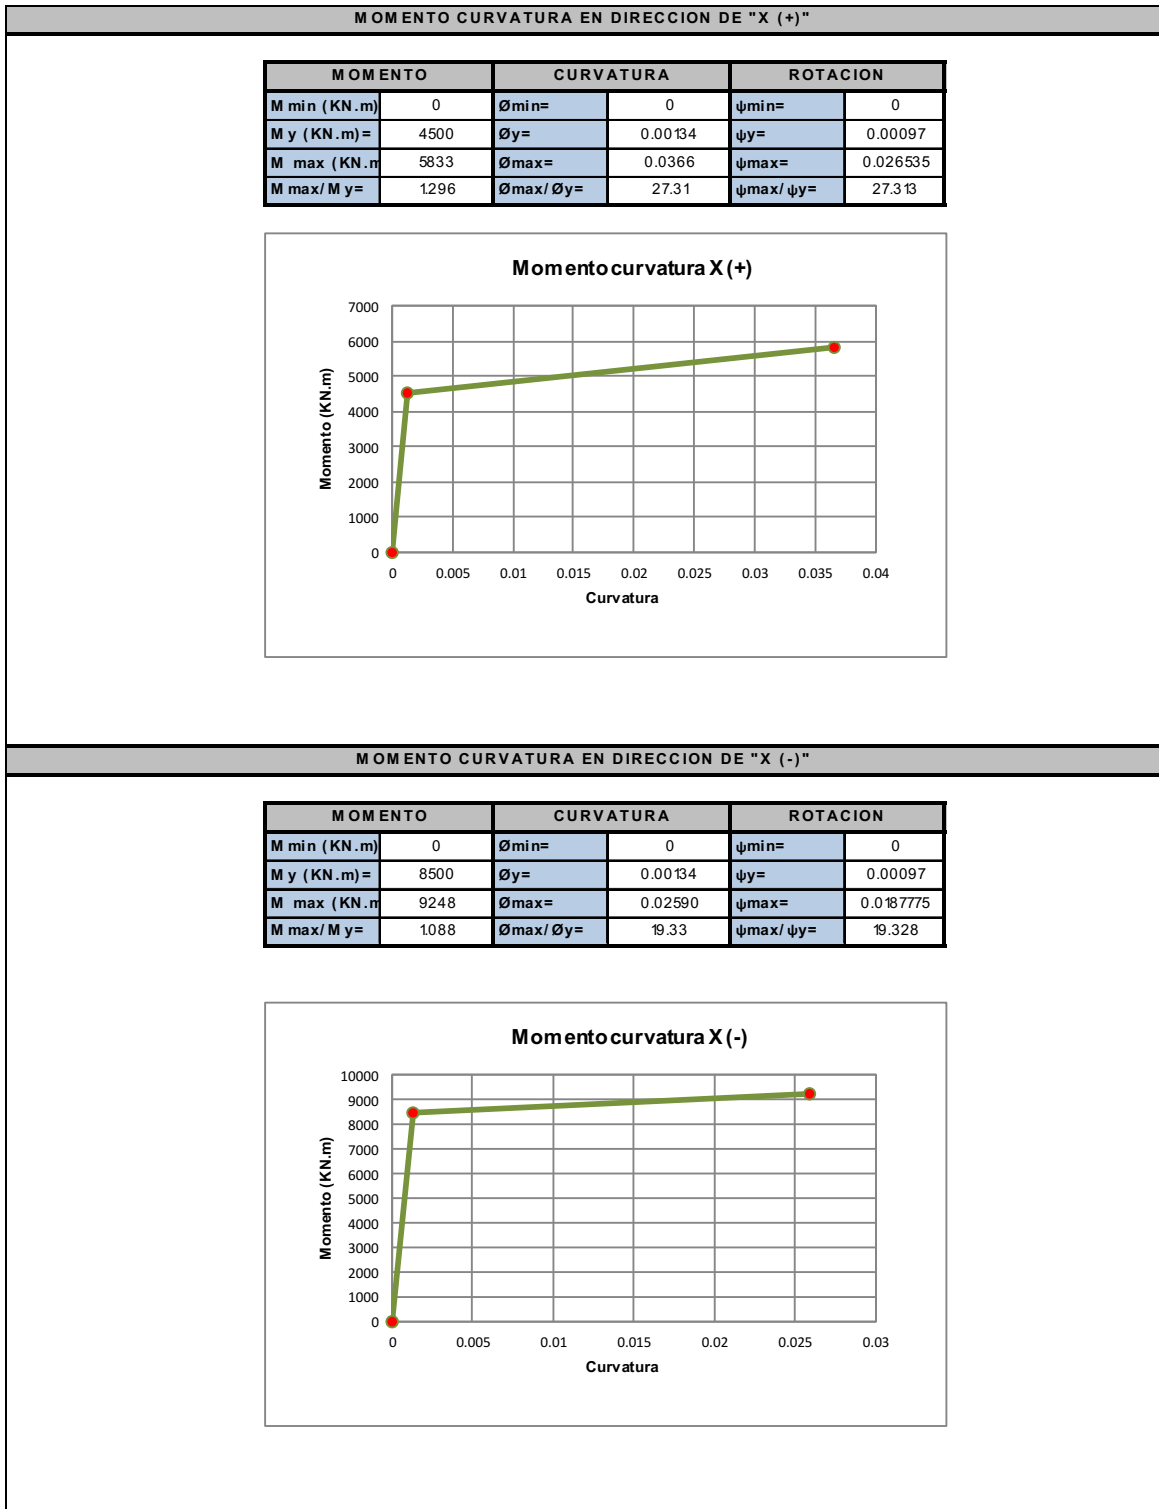 MOMENTO CURVATURA EN DIRECCION DE "X (+)"
MOMENTO CURVATURA ROTACION
M min (KN.m) 0 Ømin= 0 ψmin= 0
My (KN.m)= 4500 Øy= 0.00134 ψy= 0.00097
M max (KN.m 5833 Ømax= 0.0366 ψmax= 0.026535
M max/My= 1.296 Ømax/Øy= 27.31 ψmax/ψy= 27.313
Momento curvatura X (+)
7000
6000
5000
4000
3000
2000
1000
0
Momento (KN.m)
0 0.005 0.01 0.015 0.02 0.025 0.03 0.035 0.04
Curvatura
MOMENTO CURVATURA EN DIRECCION DE "X (-)"
MOMENTO CURVATURA ROTACION
M min (KN.m) 0 Ømin= 0 ψmin= 0
My (KN.m)= 8500 Øy= 0.00134 ψy= 0.00097
M max (KN.m 9248 Ømax= 0.02590 ψmax= 0.0187775
M max/My= 1.088 Ømax/Øy= 19.33 ψmax/ψy= 19.328
Momento curvatura X (-)
10000
9000
8000
7000
6000
5000
4000
3000
2000
1000
0
Momento (KN.m)
0 0.005 0.01 0.015 0.02 0.025 0.03
Curvatura